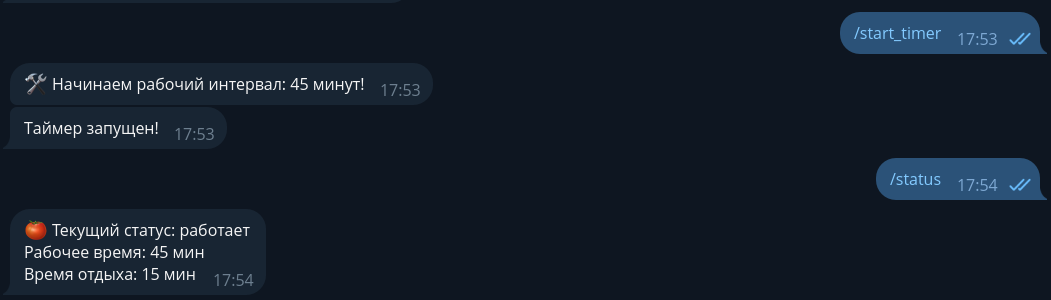 /start_timer 17:53
🛠 Начинаем рабочий интервал: 45 минут! 17:53
Таймер запущен! 17:53
/status 17:54
🍅 Текущий статус: работает
Рабочее время: 45 мин
Время отдыха: 15 мин 17:54